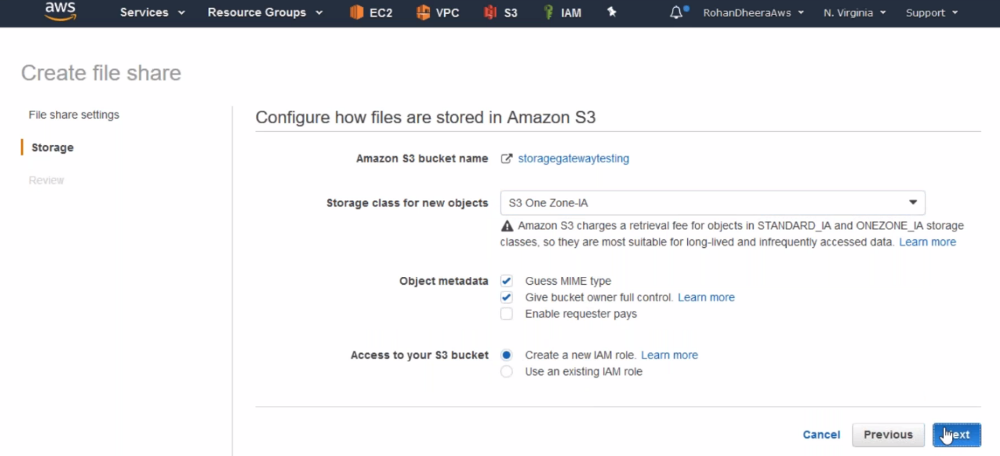 aws Services Resource Groups EC2 VPC S3 IAM RohanDheeraAws N. Virginia Support
Create file share
File share settings
Storage
Review
Configure how files are stored in Amazon S3
Amazon S3 bucket name storagegatewaytesting
Storage class for new objects S3 One Zone-IA
Amazon S3 charges a retrieval fee for objects in STANDARD_IA and ONEZONE_IA storage
classes, so they are most suitable for long-lived and infrequently accessed data. Learn more
Object metadata Guess MIME type
Give bucket owner full control. Learn more
Enable requester pays
Access to your S3 bucket Create a new IAM role. Learn more
Use an existing IAM role
Cancel Previous Next